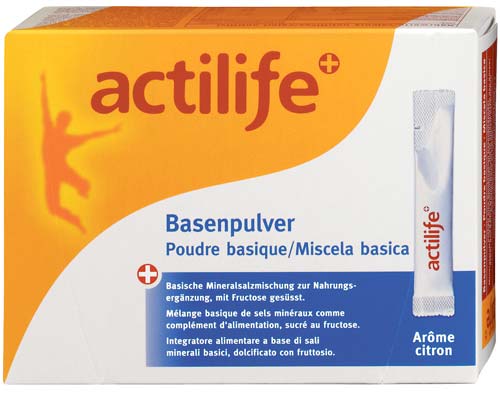 actilife+
Basenpulver
Poudre basique/Miscela basica
Basische Mineralsalzmischung zur Nahrungs-
ergänzung, mit Fructose gesüsst.
Mélange basique de sels minéraux comme
complément d'alimentation, sucré au fructose.
Integratore alimentare a base di sali
minerali basici, dolcificato con fruttosio.
actilife+
Arôme
citron